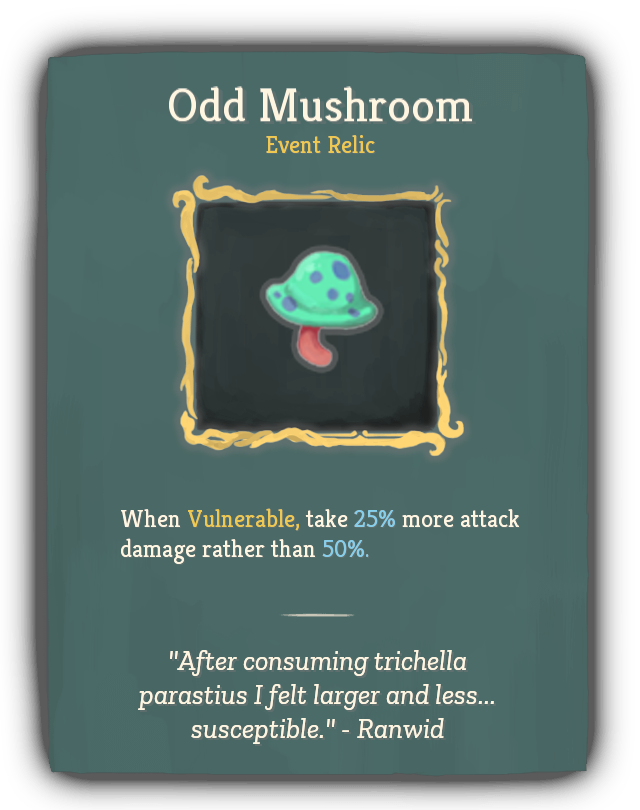 Odd Mushroom
Event Relic
When Vulnerable, take 25% more attack
damage rather than 50%.
"After consuming trichella
parastius I felt larger and less...
susceptible." - Ranwid